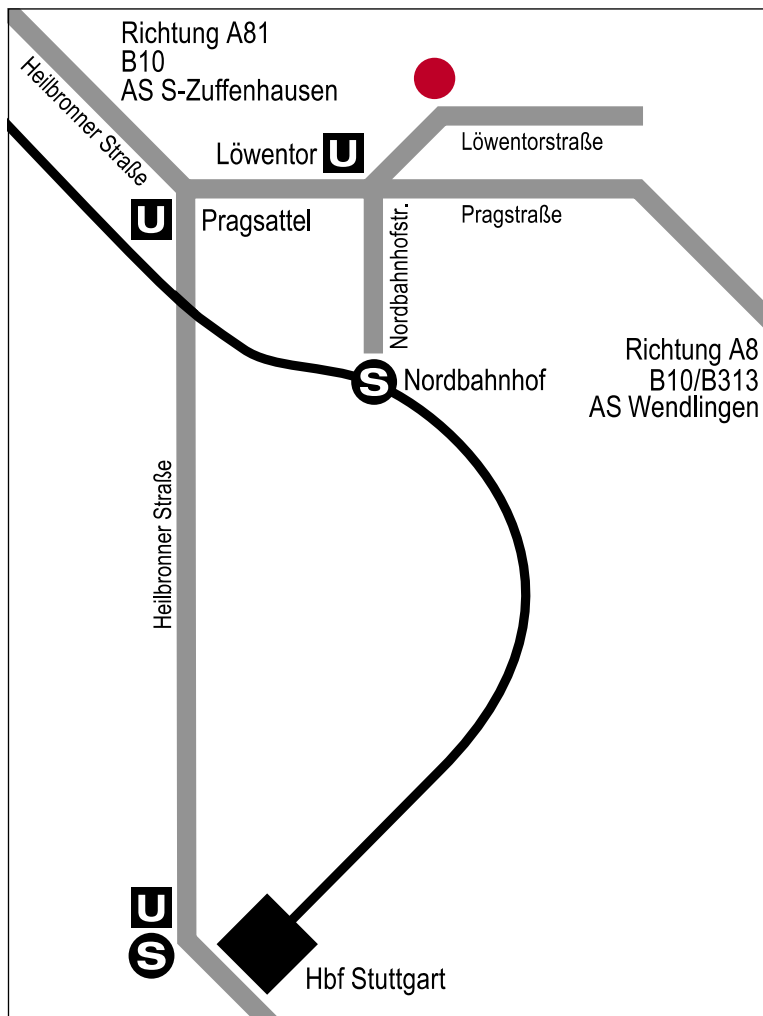 Richtung A81
B10
AS S-Zuffenhausen
Heilbronner Straße
Löwentor U
Löwentorstraße
U Pragsattel
Pragstraße
Nordbahnhofstr.
Richtung A8
B10/B313
AS Wendlingen
S Nordbahnhof
Heilbronner Straße
U
S
Hbf Stuttgart